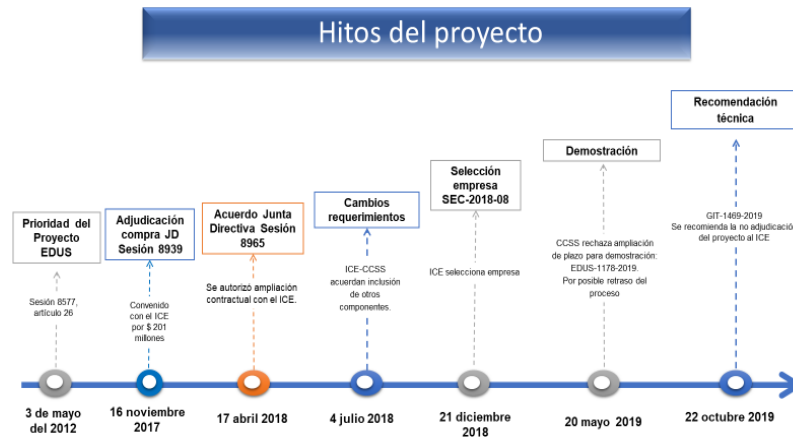 Hitos del proyecto
Prioridad del
Proyecto
EDUS
Sesión 8577,
artículo 26
3 de mayo
del 2012
Adjudicación
compra JD
Sesión 8939
Convenido
con el ICE
por $ 201
millones
16 noviembre
2017
Acuerdo Junta
Directiva Sesión
8965
Se autorizó ampliación
contractual con el ICE.
17 abril 2018
Cambios
requerimientos
ICE-CCSS
acuerdan inclusión
de otros
componentes.
4 julio 2018
Selección
empresa
SEC-2018-08
ICE selecciona empresa
21 diciembre
2018
Demostración
CCSS rechaza ampliación
de plazo para demostración:
EDUS-1178-2019.
Por posible retraso del
proceso
20 mayo 2019
Recomendación
técnica
GIT-1469-2019
Se recomienda la no adjudicación
del proyecto al ICE
22 octubre 2019